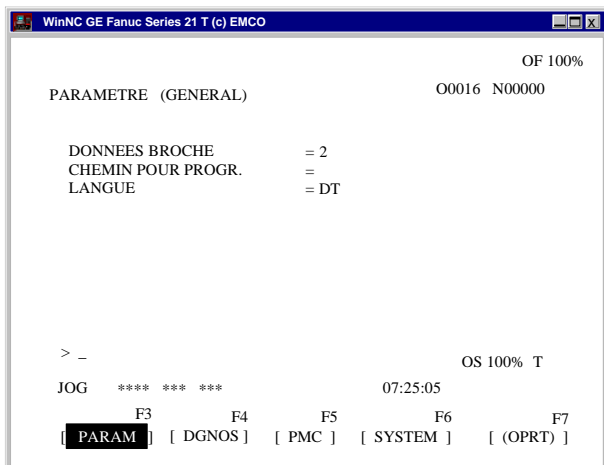 WinNC GE Fanuc Series 21 T (c) EMCO
OF 100%
PARAMETRE (GENERAL) O0016 N00000
DONNEES BROCHE = 2
CHEMIN POUR PROGR. =
LANGUE = DT
> _
OS 100% T
JOG **** *** *** 07:25:05
F3 F4 F5 F6 F7
[ PARAM ] [ DGNOS ] [ PMC ] [ SYSTEM ] [ (OPRT) ]